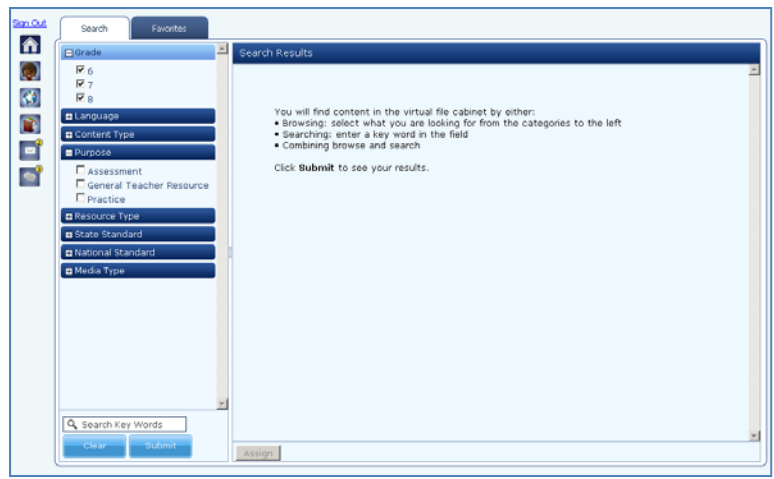 Sign Out
Search
Favorites
Grade
6
7
8
Language
Content Type
Purpose
Assessment
General Teacher Resource
Practice
Resource Type
State Standard
National Standard
Media Type
Search Key Words
Clear
Submit
Search Results
You will find content in the virtual file cabinet by either:
• Browsing: select what you are looking for from the categories to the left
• Searching: enter a key word in the field
• Combining browse and search
Click Submit to see your results.
Assign